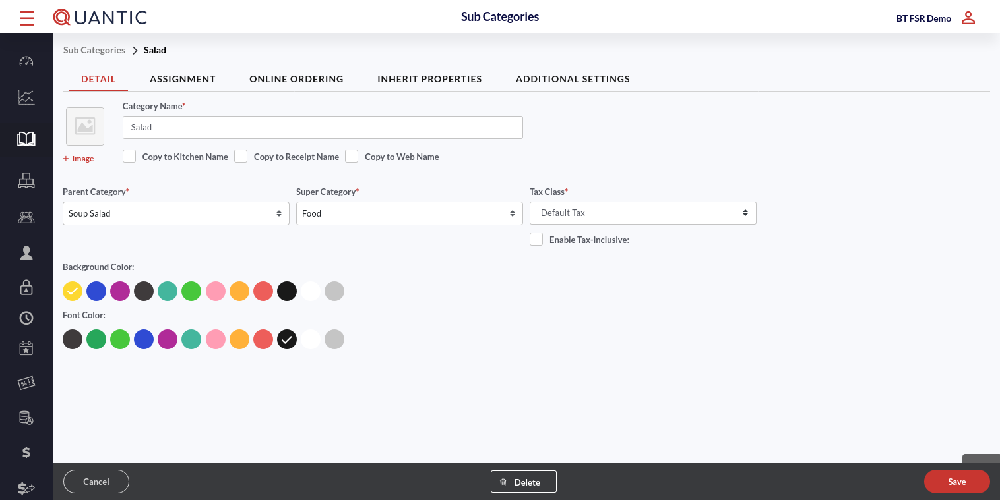 QUANTIC
Sub Categories
BT FSR Demo
Sub Categories > Salad
DETAIL ASSIGNMENT ONLINE ORDERING INHERIT PROPERTIES ADDITIONAL SETTINGS
Category Name*
Salad
+ Image
Copy to Kitchen Name Copy to Receipt Name Copy to Web Name
Parent Category* Super Category* Tax Class*
Soup Salad Food Default Tax
Enable Tax-inclusive:
Background Color:
Font Color:
Cancel Delete Save